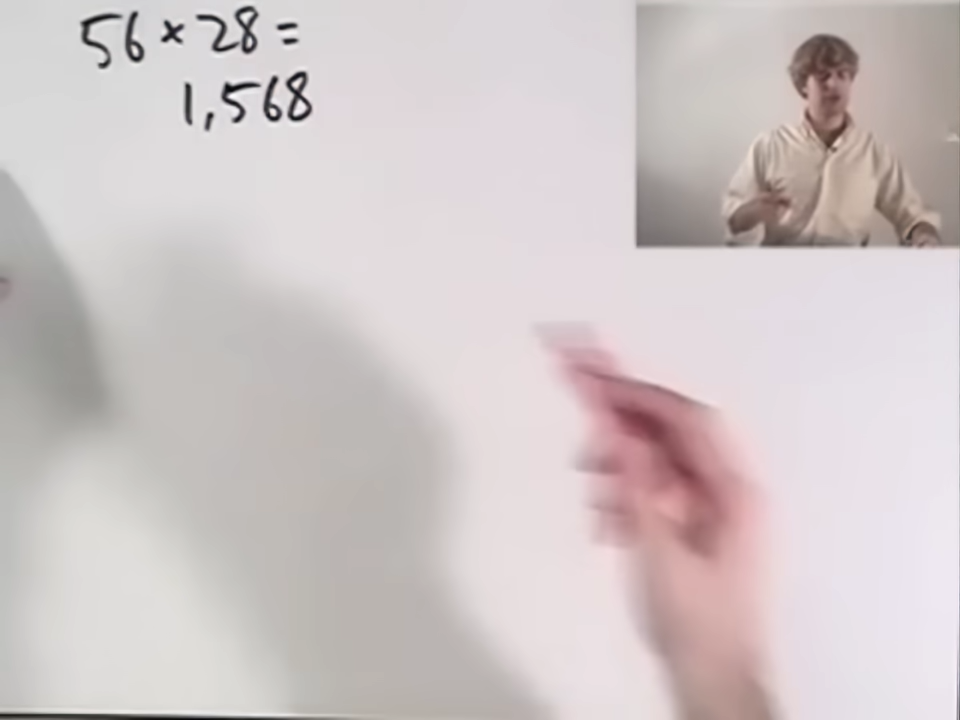 56 × 28 =
1,568